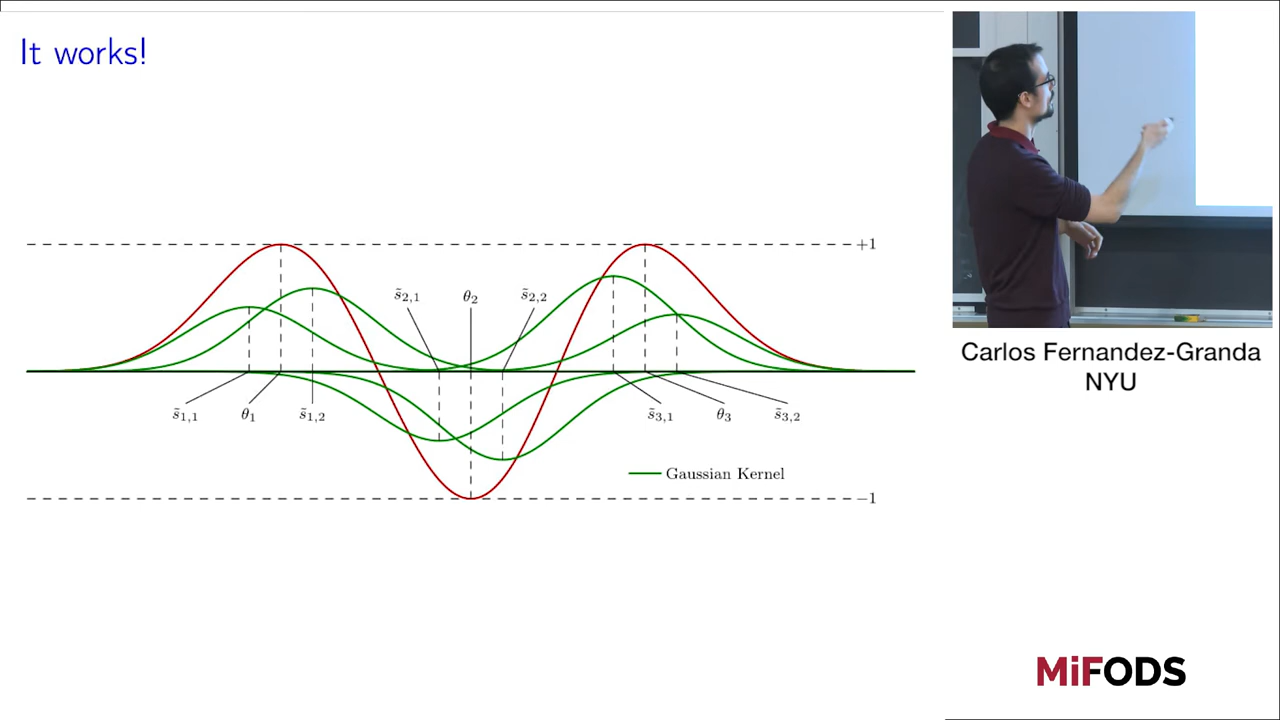 It works!
+1
s̃2,1
θ2
s̃2,2
s̃1,1
θ1
s̃1,2
s̃3,1
θ3
s̃3,2
Gaussian Kernel
−1
Carlos Fernandez-Granda
NYU
MiFODS